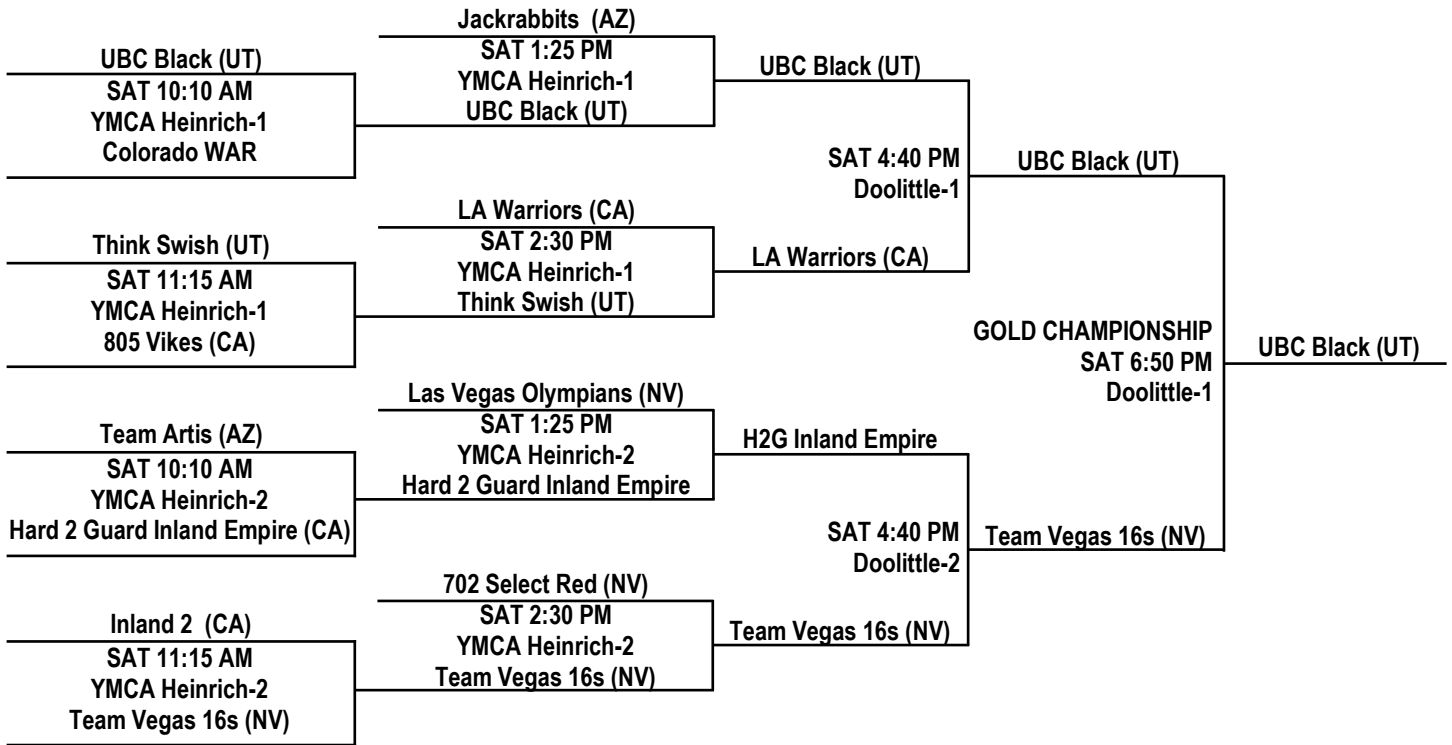 UBC Black (UT)
SAT 10:10 AM
YMCA Heinrich-1
Colorado WAR
Think Swish (UT)
SAT 11:15 AM
YMCA Heinrich-1
805 Vikes (CA)
Team Artis (AZ)
SAT 10:10 AM
YMCA Heinrich-2
Hard 2 Guard Inland Empire (CA)
Inland 2 (CA)
SAT 11:15 AM
YMCA Heinrich-2
Team Vegas 16s (NV)
Jackrabbits (AZ)
SAT 1:25 PM
YMCA Heinrich-1
UBC Black (UT)
LA Warriors (CA)
SAT 2:30 PM
YMCA Heinrich-1
Think Swish (UT)
Las Vegas Olympians (NV)
SAT 1:25 PM
YMCA Heinrich-2
Hard 2 Guard Inland Empire
702 Select Red (NV)
SAT 2:30 PM
YMCA Heinrich-2
Team Vegas 16s (NV)
UBC Black (UT)
SAT 4:40 PM
Doolittle-1
LA Warriors (CA)
H2G Inland Empire
SAT 4:40 PM
Doolittle-2
Team Vegas 16s (NV)
UBC Black (UT)
GOLD CHAMPIONSHIP
SAT 6:50 PM
Doolittle-1
Team Vegas 16s (NV)
UBC Black (UT)